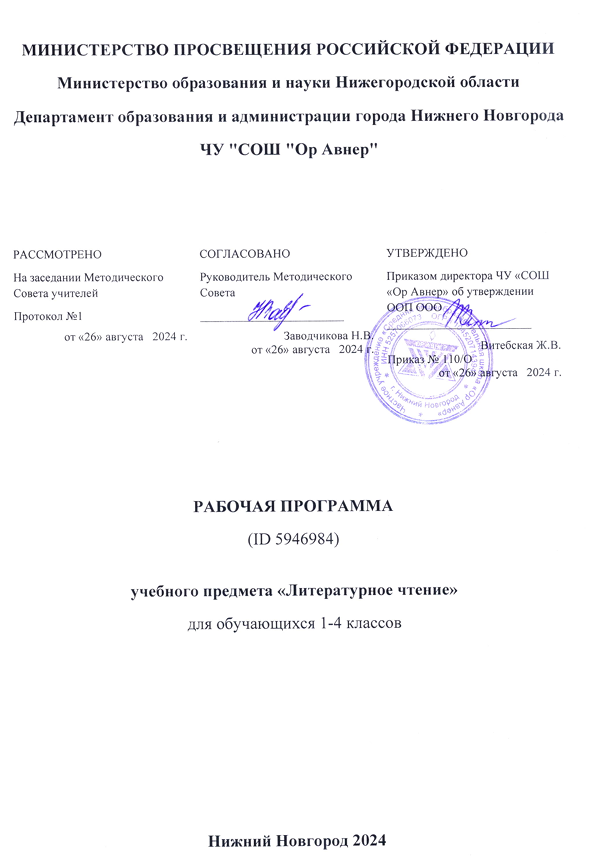 МИНИСТЕРСТВО ПРОСВЕЩЕНИЯ РОССИЙСКОЙ ФЕДЕРАЦИИ
Министерство образования и науки Нижегородской области
Департамент образования и администрации города Нижнего Новгорода
ЧУ "СОШ "Ор Авнер"
РАССМОТРЕНО
На заседании Методического
Совета учителей
Протокол №1
от «26» августа 2024 г.
СОГЛАСОВАНО
Руководитель Методического
Совета
Заводчикова Н.В.
от «26» августа 2024 г.
УТВЕРЖДЕНО
Приказом директора ЧУ «СОШ
«Ор Авнер» об утверждении
ООП ООО
Витебская Ж.В.
Приказ № 110/О
от «26» августа 2024 г.
г. Нижний Новгород
РАБОЧАЯ ПРОГРАММА
(ID 5946984)
учебного предмета «Литературное чтение»
для обучающихся 1-4 классов
Нижний Новгород 2024